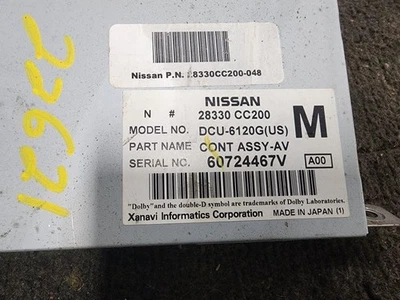 22621
Nissan P.N. 28330CC200-048
NISSAN
N # 28330 CC200
MODEL NO. DCU-6120G(US) M
PART NAME CONT ASSY-AV
SERIAL NO. 60724467V A00
"Dolby" and the double-D symbol are trademarks of Dolby Laboratories.
Xanavi Informatics Corporation MADE IN JAPAN (1)